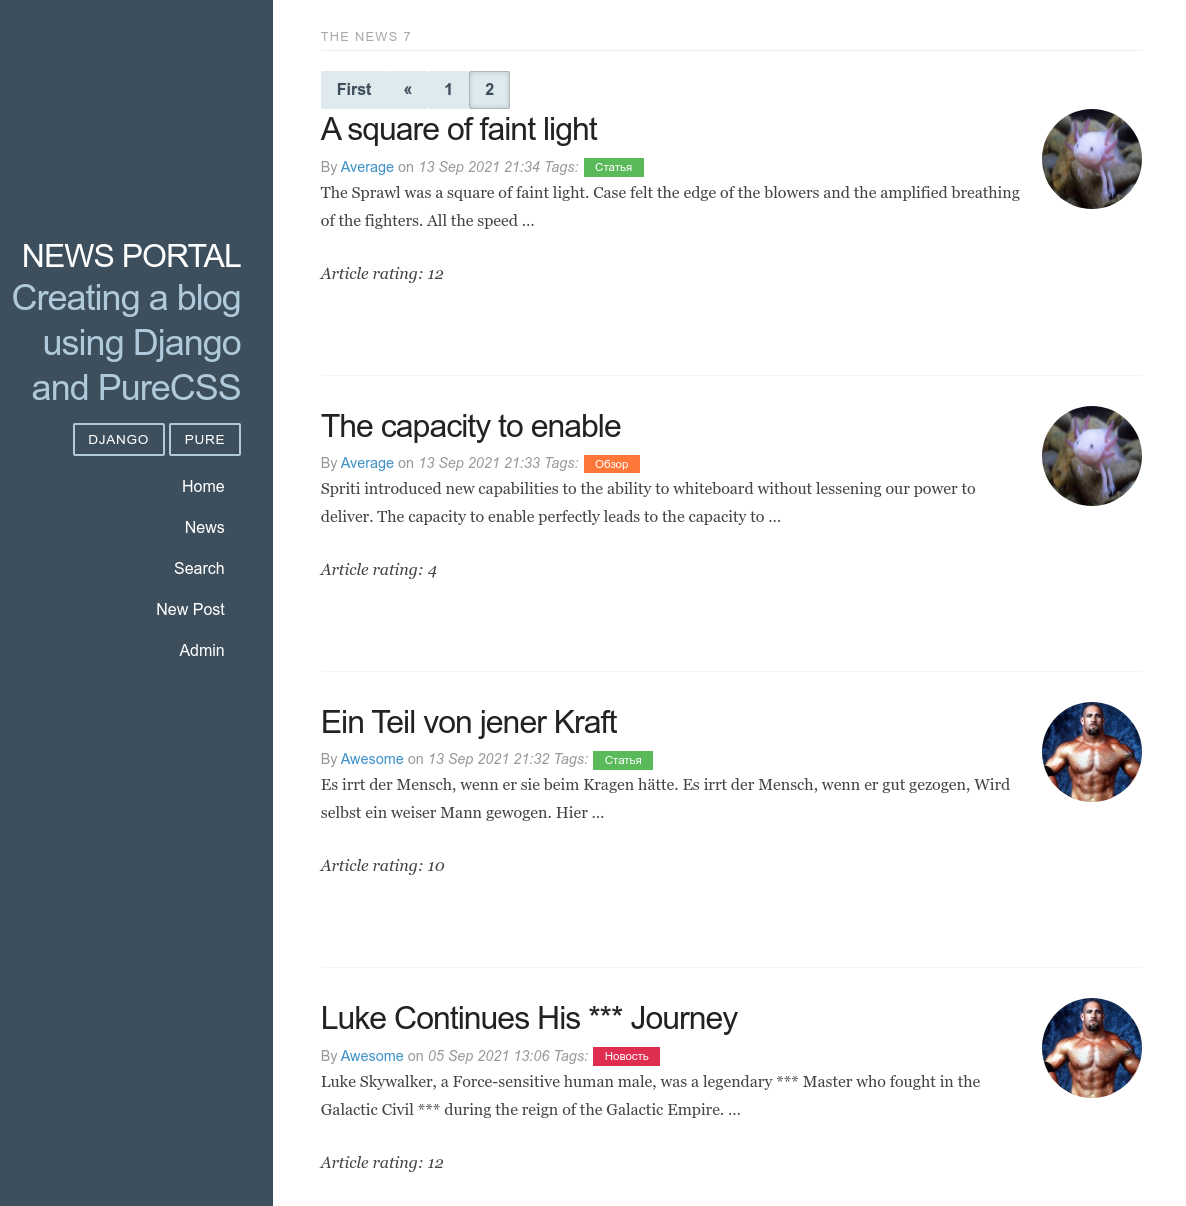 NEWS PORTAL
Creating a blog
using Django
and PureCSS
DJANGO PURE
Home
News
Search
New Post
Admin
THE NEWS 7
First « 1 2
A square of faint light
By Average on 13 Sep 2021 21:34 Tags: Статья
The Sprawl was a square of faint light. Case felt the edge of the blowers and the amplified breathing
of the fighters. All the speed ...
Article rating: 12
The capacity to enable
By Average on 13 Sep 2021 21:33 Tags: Обзор
Spriti introduced new capabilities to the ability to whiteboard without lessening our power to
deliver. The capacity to enable perfectly leads to the capacity to ...
Article rating: 4
Ein Teil von jener Kraft
By Awesome on 13 Sep 2021 21:32 Tags: Статья
Es irrt der Mensch, wenn er sie beim Kragen hätte. Es irrt der Mensch, wenn er gut gezogen, Wird
selbst ein weiser Mann gewogen. Hier ...
Article rating: 10
Luke Continues His *** Journey
By Awesome on 05 Sep 2021 13:06 Tags: Новость
Luke Skywalker, a Force-sensitive human male, was a legendary *** Master who fought in the
Galactic Civil *** during the reign of the Galactic Empire. ...
Article rating: 12